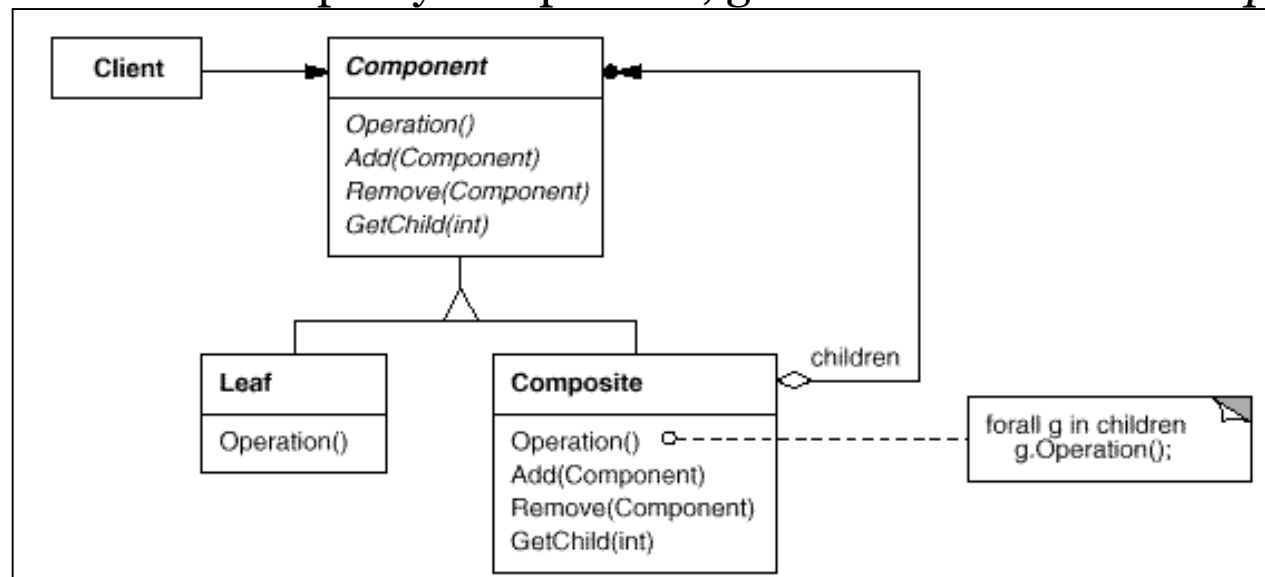 Client
Component
Operation()
Add(Component)
Remove(Component)
GetChild(int)
children
Leaf
Operation()
Composite
Operation()
Add(Component)
Remove(Component)
GetChild(int)
forall g in children
g.Operation();